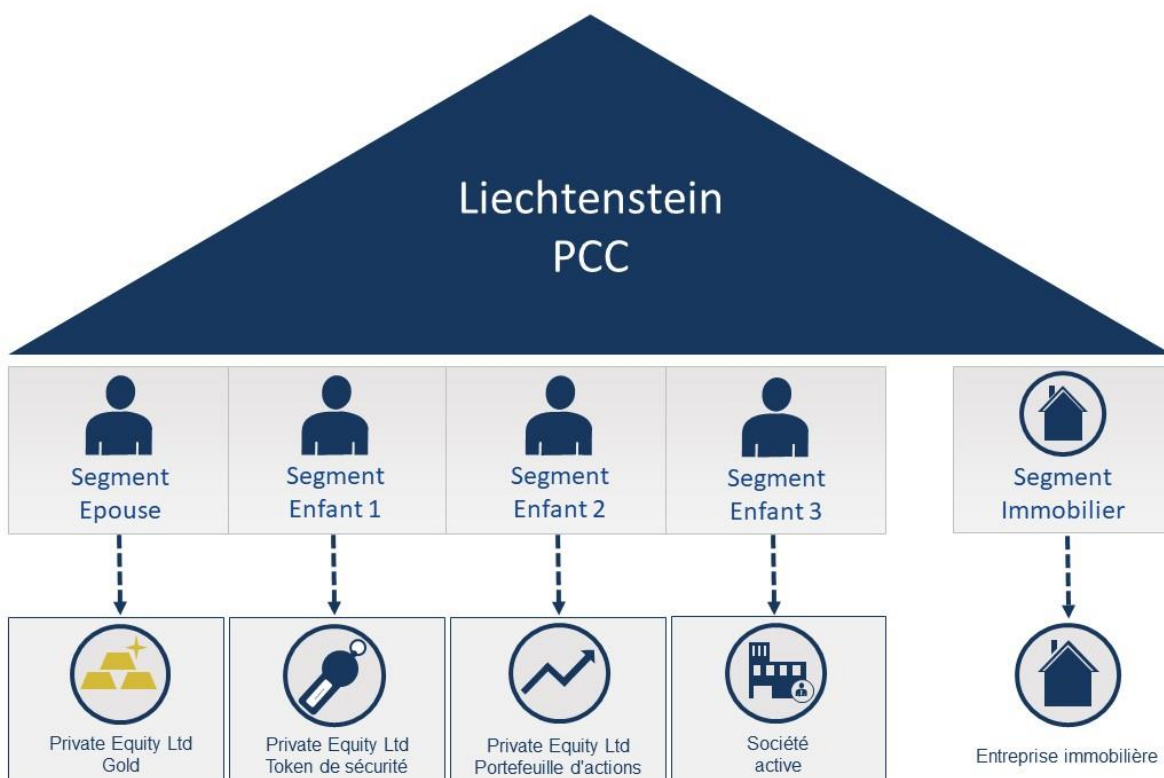 Liechtenstein
PCC
Segment
Epouse
Segment
Enfant 1
Segment
Enfant 2
Segment
Enfant 3
Segment
Immobilier
Private Equity Ltd
Gold
Private Equity Ltd
Token de sécurité
Private Equity Ltd
Portefeuille d'actions
Société
active
Entreprise immobilière